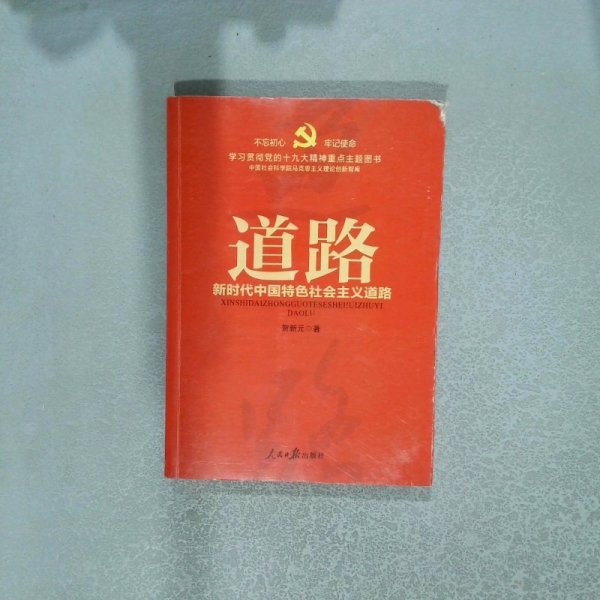 不忘初心 牢记使命
学习贯彻党的十九大精神重点主题图书
中国社会科学院马克思主义理论创新智库
道路
新时代中国特色社会主义道路
XINSHIDAIZHONGGUOTESESHEHUIZHUYI
DAOLU
贺新元◎著
人民日报出版社